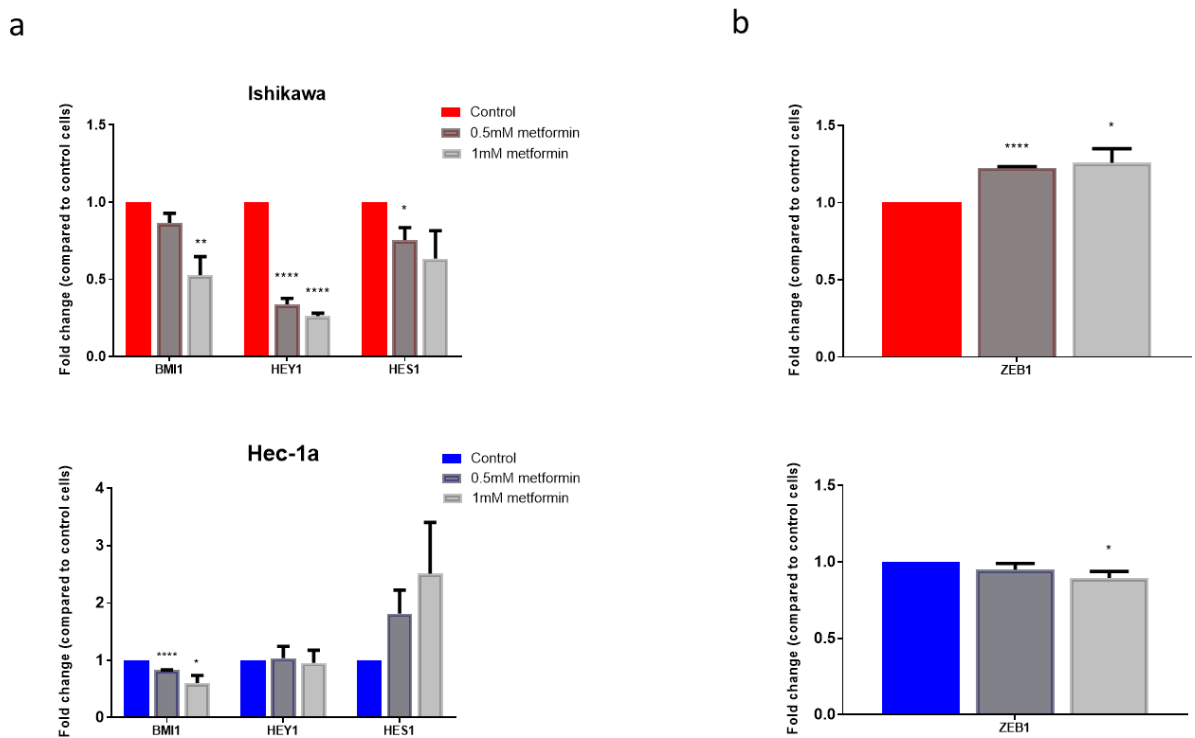 a
Ishikawa
Control
0.5mM metformin
1mM metformin
Fold change (compared to control cells)
1.5
1.0
0.5
0.0
**
****
****
*
BMI1
HEY1
HES1
Hec-1a
Control
0.5mM metformin
1mM metformin
Fold change (compared to control cells)
4
3
2
1
0
****
*
BMI1
HEY1
HES1
b
Fold change (compared to control cells)
1.5
1.0
0.5
0.0
****
*
ZEB1
Fold change (compared to control cells)
1.5
1.0
0.5
0.0
*
ZEB1